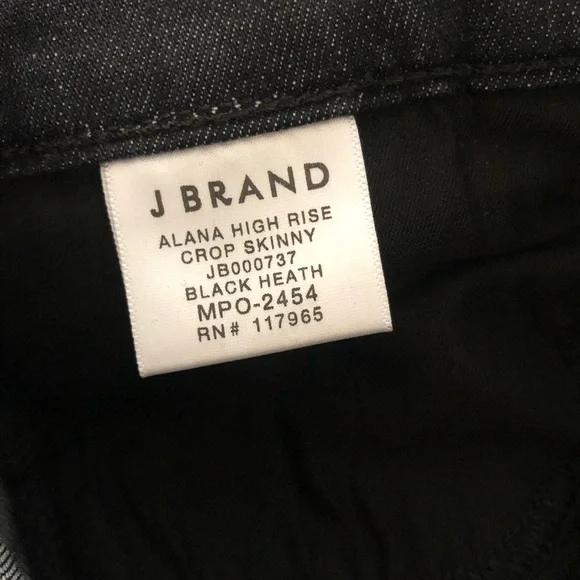 J BRAND
ALANA HIGH RISE
CROP SKINNY
JB000737
BLACK HEATH
MPO-2454
RN# 117965